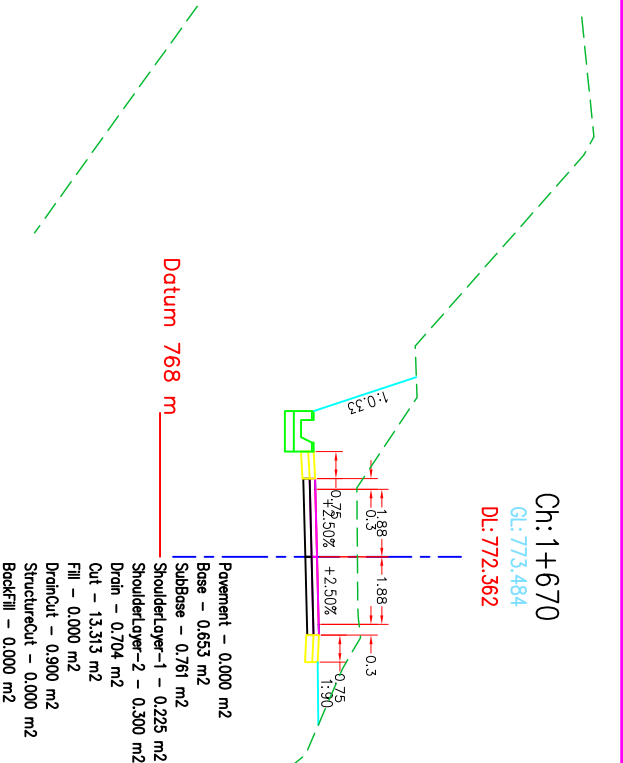 Ch:1+670
GL:773.484
DL:772.362
1:0.33
0.75
0.3
1.88
1.88
0.3
0.75
+2.50%
+2.50%
1:90
Datum 768 m
Pavement - 0.000 m2
Base - 0.653 m2
SubBase - 0.761 m2
ShoulderLayer-1 - 0.225 m2
ShoulderLayer-2 - 0.300 m2
Drain - 0.704 m2
Cut - 13.313 m2
Fill - 0.000 m2
DrainCut - 0.900 m2
StructureCut - 0.000 m2
BackFill - 0.000 m2